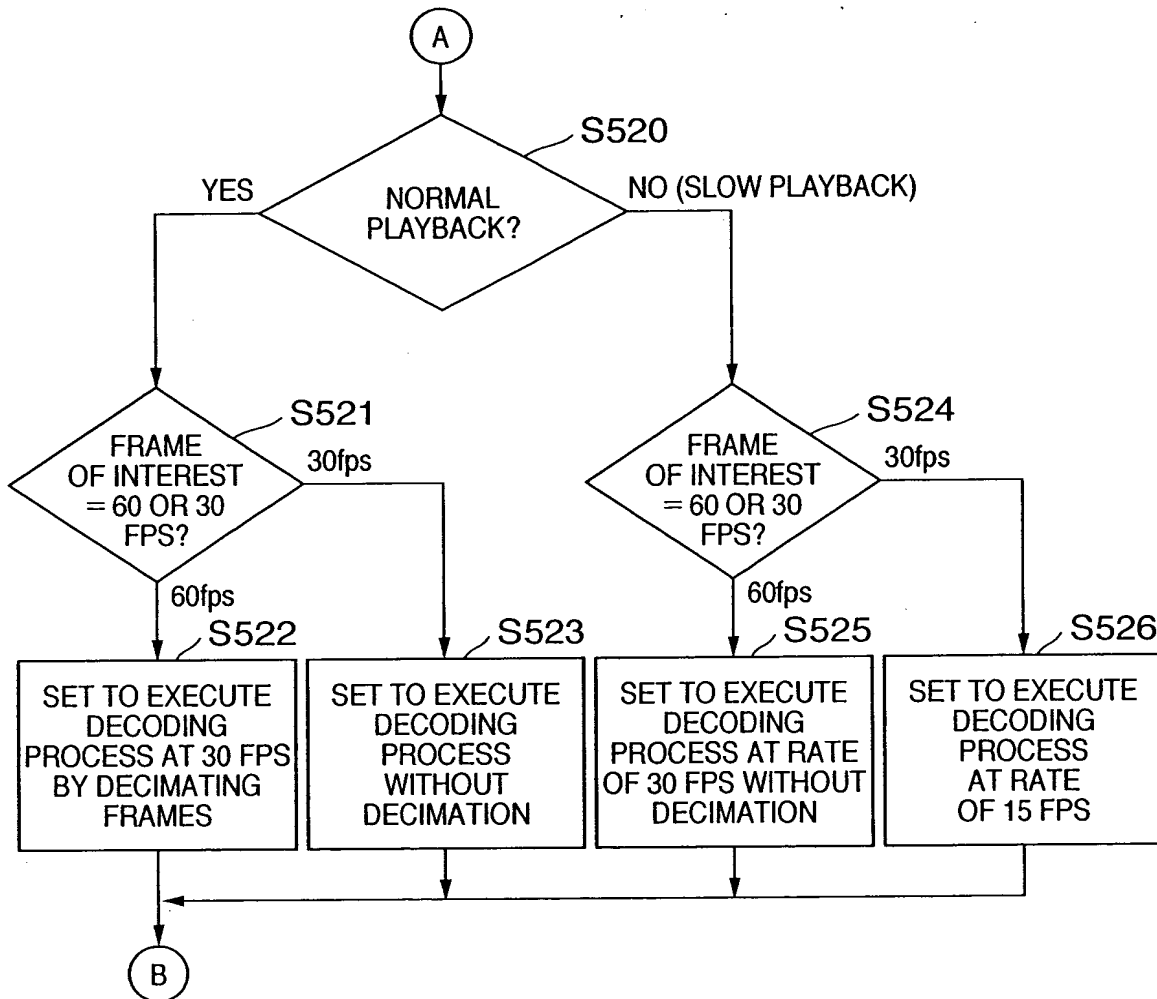 A
S520
YES
NORMAL
PLAYBACK?
NO (SLOW PLAYBACK)
S521
FRAME
OF INTEREST
= 60 OR 30
FPS?
30fps
60fps
S524
FRAME
OF INTEREST
= 60 OR 30
FPS?
30fps
60fps
S522
SET TO EXECUTE
DECODING
PROCESS AT 30 FPS
BY DECIMATING
FRAMES
S523
SET TO EXECUTE
DECODING
PROCESS
WITHOUT
DECIMATION
S525
SET TO EXECUTE
DECODING
PROCESS AT RATE
OF 30 FPS WITHOUT
DECIMATION
S526
SET TO EXECUTE
DECODING
PROCESS
AT RATE
OF 15 FPS
B